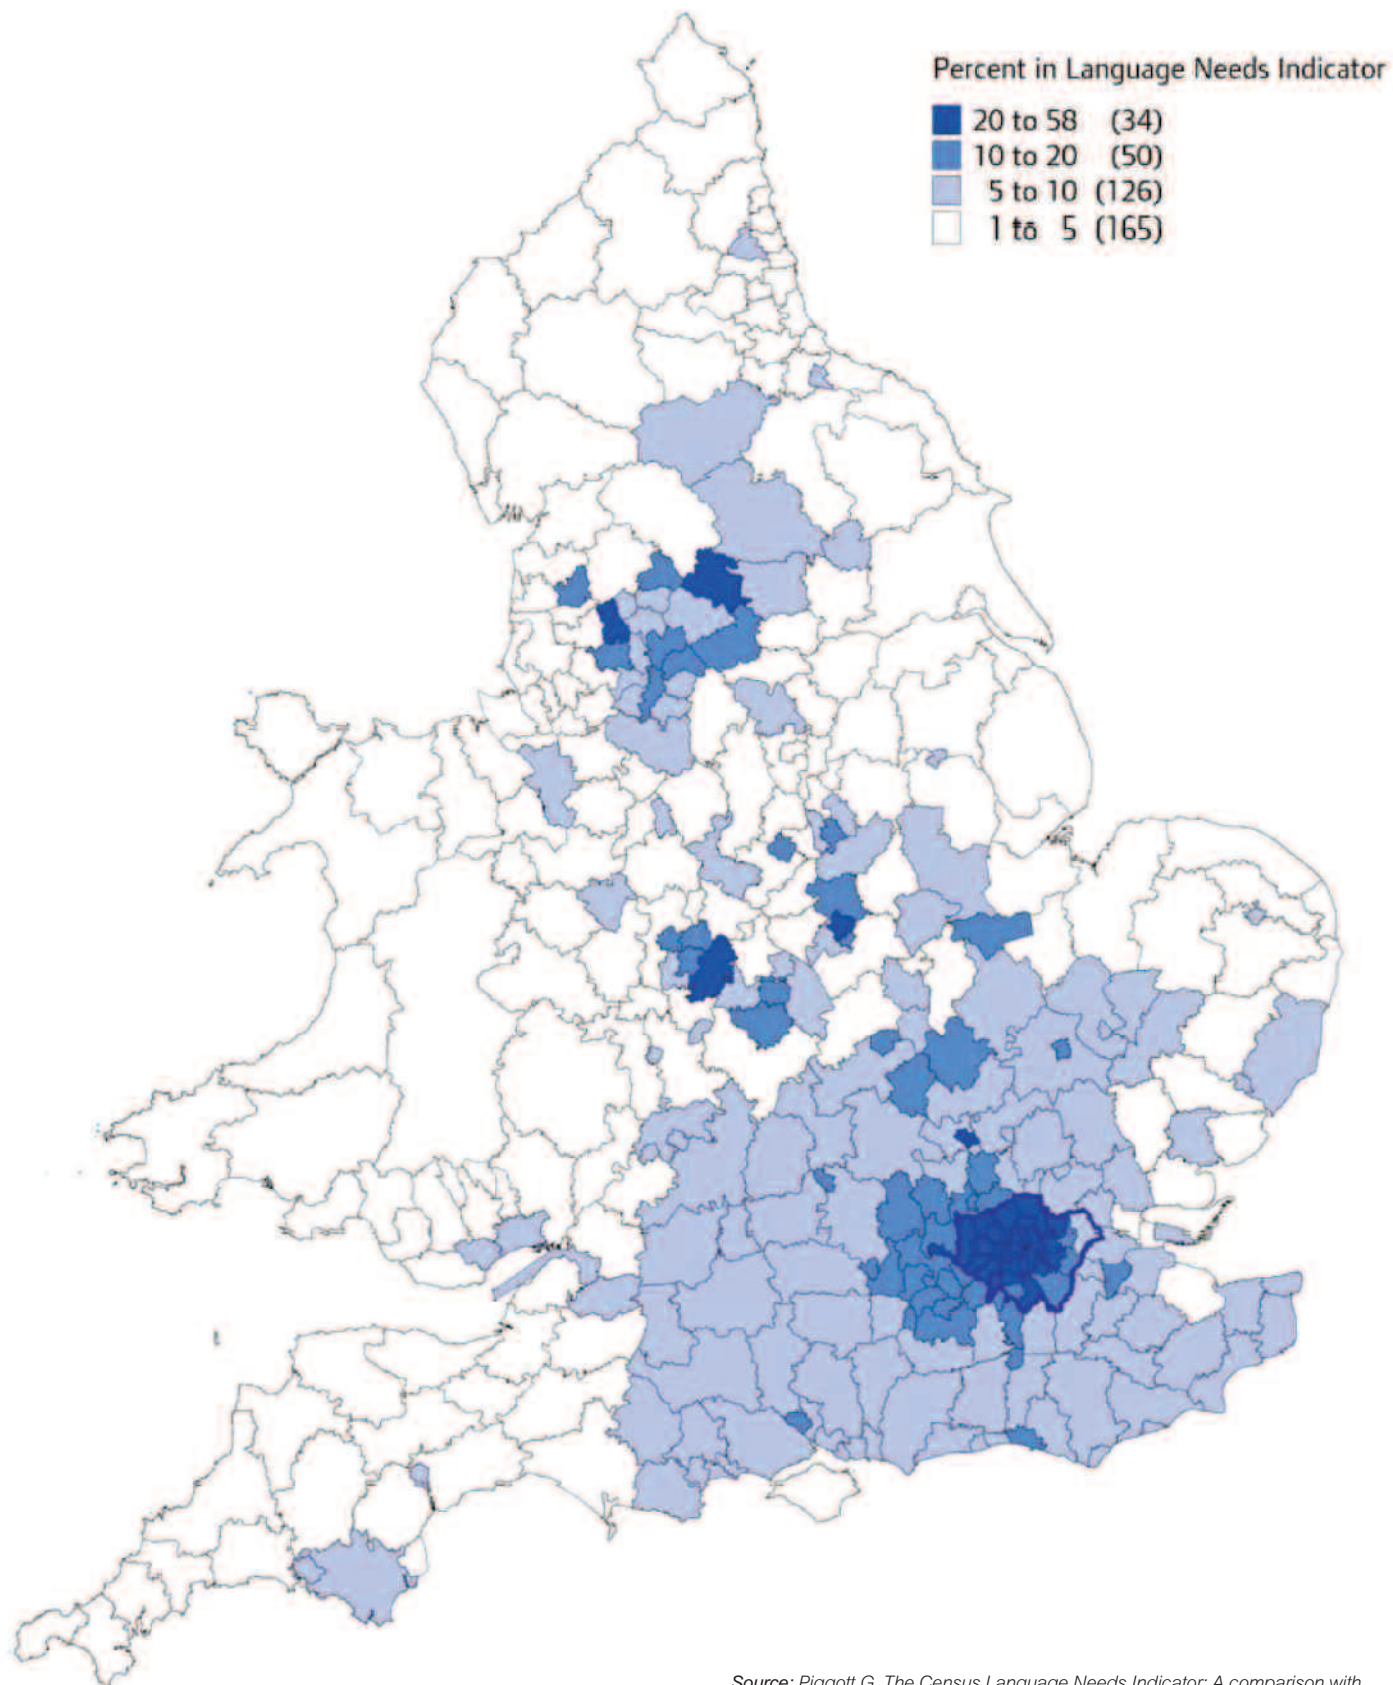 Percent in Language Needs Indicator
20 to 58 (34)
10 to 20 (50)
5 to 10 (126)
1 to 5 (165)
Source: Piggott G. The Census Language Needs Indicator: A comparison with